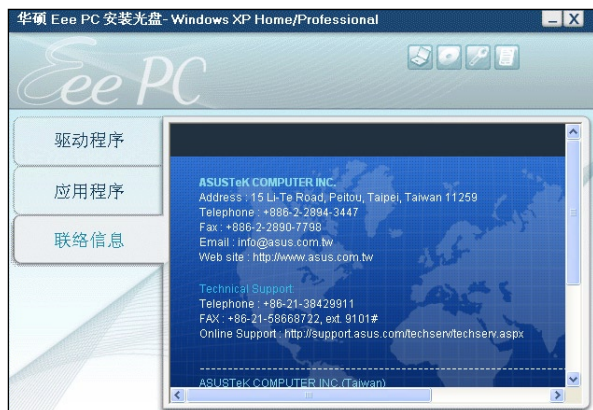 华硕 Eee PC 安装光盘- Windows XP Home/Professional
Eee PC
驱动程序
应用程序
联络信息
ASUSTeK COMPUTER INC.
Address : 15 Li-Te Road, Peitou, Taipei, Taiwan 11259
Telephone : +886-2-2894-3447
Fax : +886-2-2890-7798
Email : info@asus.com.tw
Web site : http://www.asus.com.tw
Technical Support:
Telephone : +86-21-38429911
FAX : +86-21-58668722, ext. 9101#
Online Support : http://support.asus.com/techserv/techserv.aspx
ASUSTeK COMPUTER INC.(Taiwan)